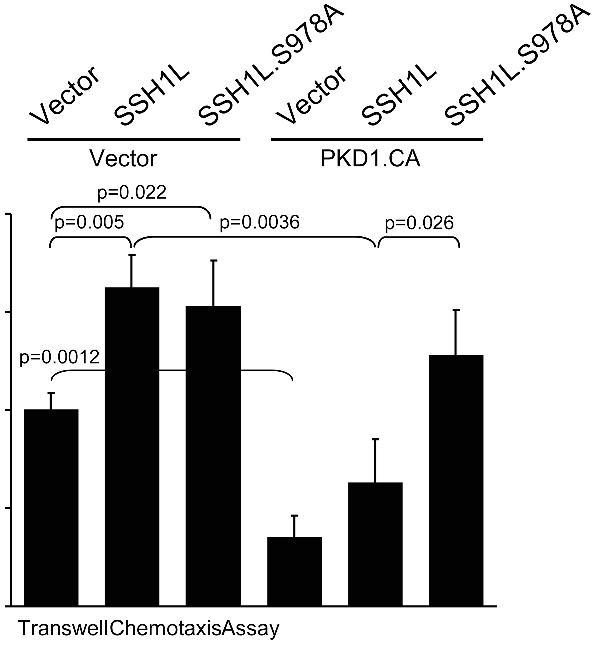 Vector SSH1L SSH1L.S978A Vector SSH1L SSH1L.S978A
Vector PKD1.CA
p=0.022
p=0.005 p=0.0036 p=0.026
p=0.0012
TranswellChemotaxisAssay